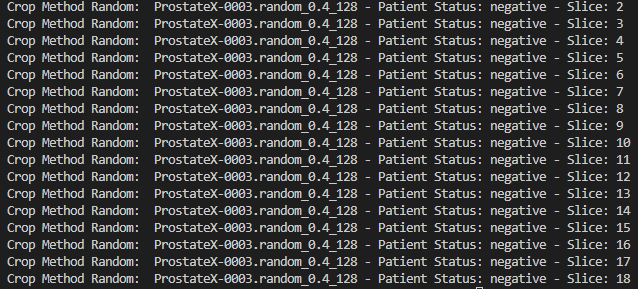 Crop Method Random:  ProstateX-0003.random_0.4_128 - Patient Status: negative - Slice: 2
Crop Method Random:  ProstateX-0003.random_0.4_128 - Patient Status: negative - Slice: 3
Crop Method Random:  ProstateX-0003.random_0.4_128 - Patient Status: negative - Slice: 4
Crop Method Random:  ProstateX-0003.random_0.4_128 - Patient Status: negative - Slice: 5
Crop Method Random:  ProstateX-0003.random_0.4_128 - Patient Status: negative - Slice: 6
Crop Method Random:  ProstateX-0003.random_0.4_128 - Patient Status: negative - Slice: 7
Crop Method Random:  ProstateX-0003.random_0.4_128 - Patient Status: negative - Slice: 8
Crop Method Random:  ProstateX-0003.random_0.4_128 - Patient Status: negative - Slice: 9
Crop Method Random:  ProstateX-0003.random_0.4_128 - Patient Status: negative - Slice: 10
Crop Method Random:  ProstateX-0003.random_0.4_128 - Patient Status: negative - Slice: 11
Crop Method Random:  ProstateX-0003.random_0.4_128 - Patient Status: negative - Slice: 12
Crop Method Random:  ProstateX-0003.random_0.4_128 - Patient Status: negative - Slice: 13
Crop Method Random:  ProstateX-0003.random_0.4_128 - Patient Status: negative - Slice: 14
Crop Method Random:  ProstateX-0003.random_0.4_128 - Patient Status: negative - Slice: 15
Crop Method Random:  ProstateX-0003.random_0.4_128 - Patient Status: negative - Slice: 16
Crop Method Random:  ProstateX-0003.random_0.4_128 - Patient Status: negative - Slice: 17
Crop Method Random:  ProstateX-0003.random_0.4_128 - Patient Status: negative - Slice: 18